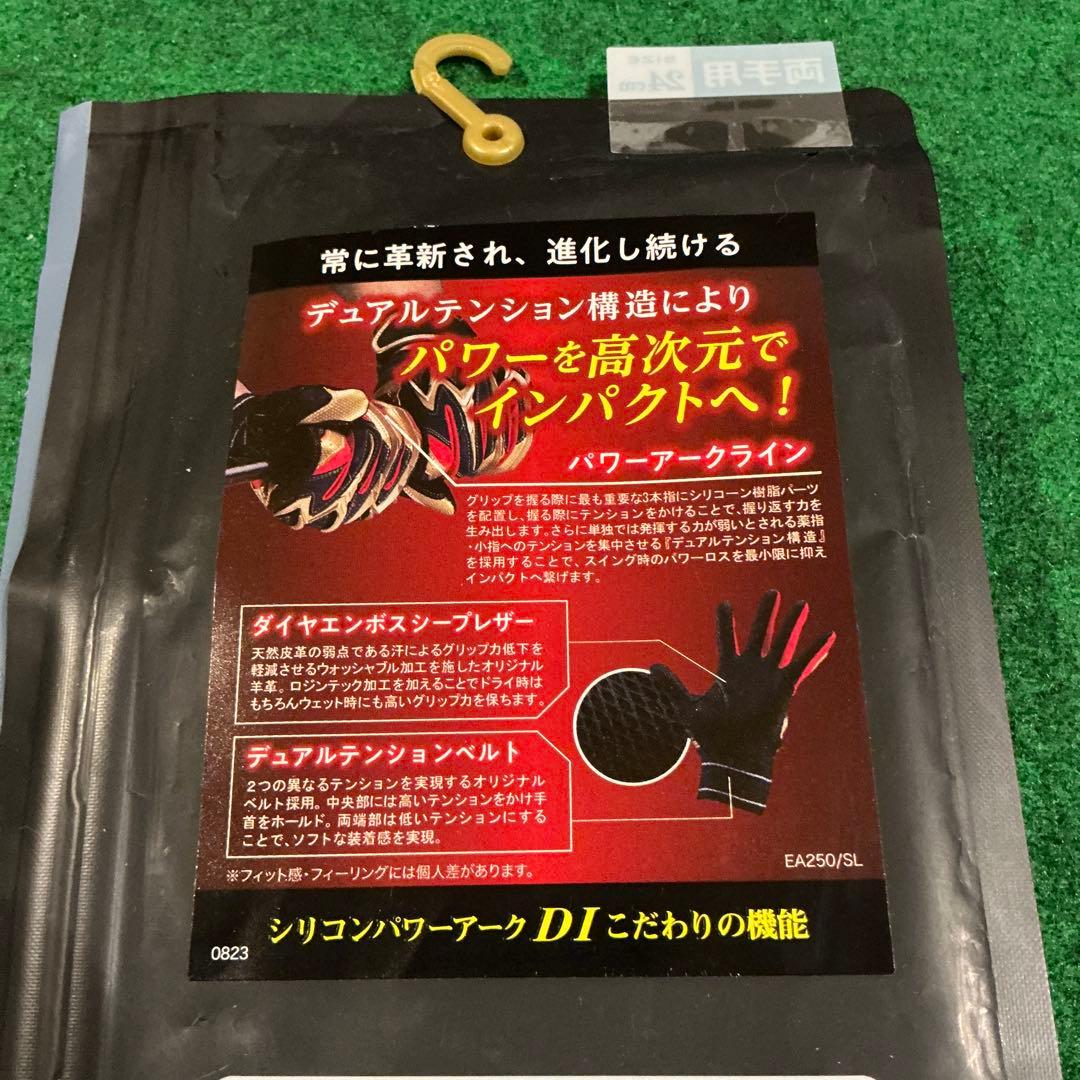 両手用
SIZE
24cm
常に革新され、進化し続ける
デュアルテンション構造により
パワーを高次元で
インパクトへ!
パワーアークライン
グリップを握る際に最も重要な3本指にシリコーン樹脂パーツ
を配置し、握る際にテンションをかけることで、握り返す力を
生み出します。さらに単独では発揮する力が弱いとされる薬指
・小指へのテンションを集中させる『デュアルテンション構造』
を採用することで、スイング時のパワーロスを最小限に抑え
インパクトへ繋げます。
ダイヤエンボスシープレザー
天然皮革の弱点である汗によるグリップ力低下を
軽減させるウォッシャブル加工を施したオリジナル
羊革。ロジンテック加工を加えることでドライ時は
もちろんウェット時にも高いグリップ力を保ちます。
デュアルテンションベルト
2つの異なるテンションを実現するオリジナル
ベルト採用。中央部には高いテンションをかけ手
首をホールド。両端部は低いテンションにする
ことで、ソフトな装着感を実現。
※フィット感・フィーリングには個人差があります。
EA250/SL
シリコンパワーアークDIこだわりの機能
0823